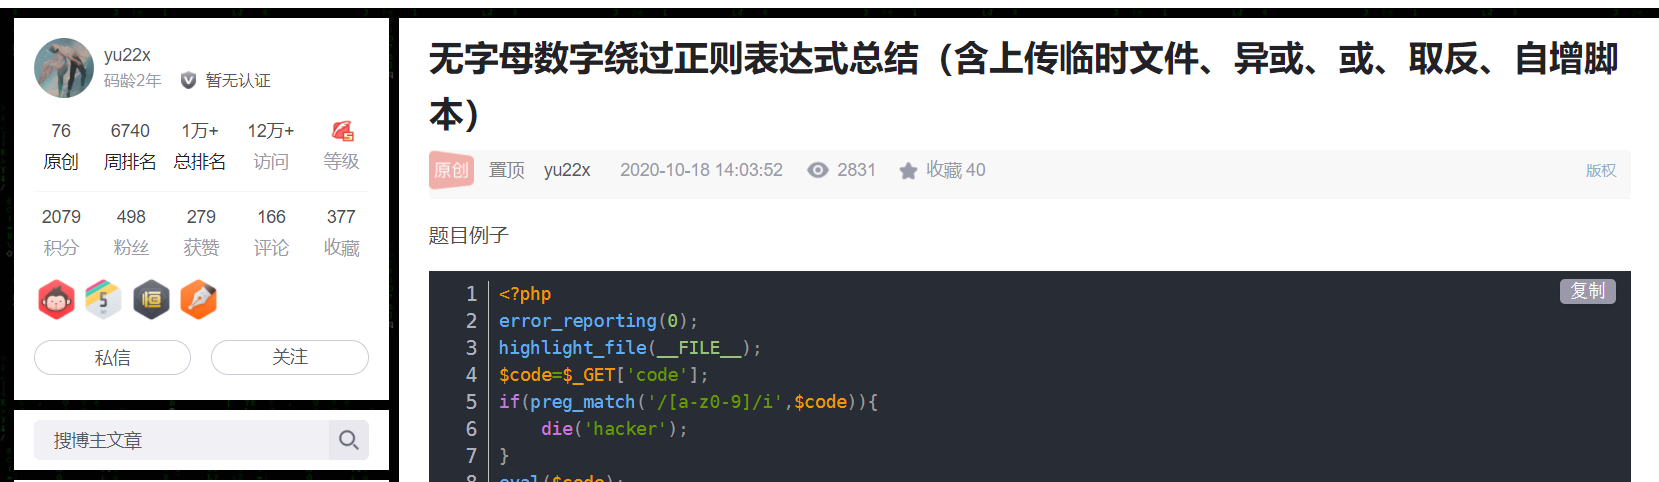 yu22x
码龄2年 暂无认证
76 6740 1万+ 12万+
原创 周排名 总排名 访问 等级
2079 498 279 166 377
积分 粉丝 获赞 评论 收藏
私信 关注
搜博主文章
无字母数字绕过正则表达式总结（含上传临时文件、异或、或、取反、自增脚
本）
原创 置顶 yu22x 2020-10-18 14:03:52 2831 收藏 40 版权
题目例子
复制
1 <?php
2 error_reporting(0);
3 highlight_file(__FILE__);
4 $code=$_GET['code'];
5 if(preg_match('/[a-z0-9]/i',$code)){
6     die('hacker');
7 }
8 eval($code);